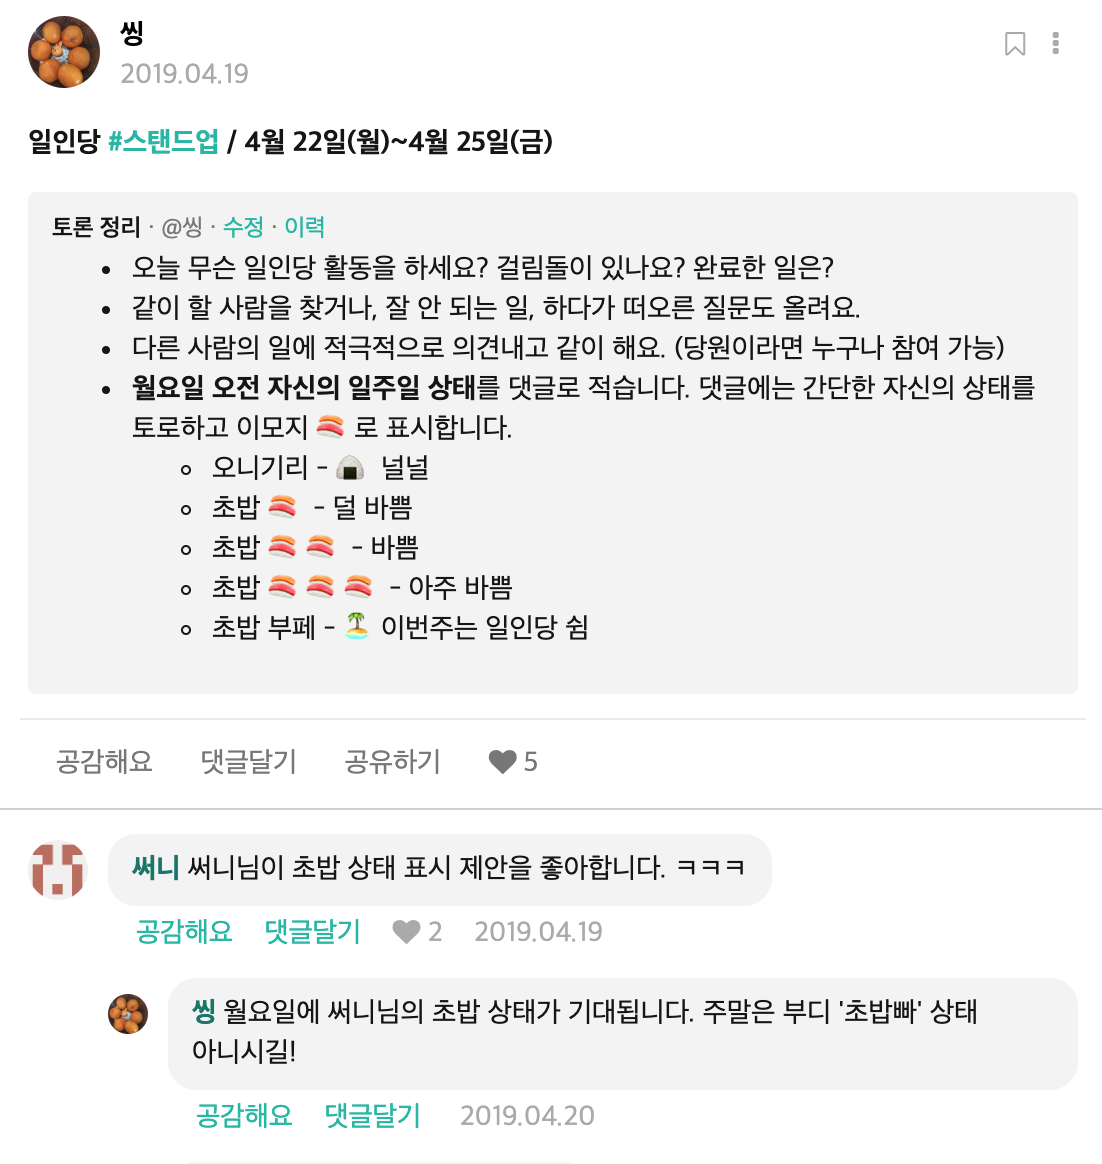 씽
2019.04.19
일인당 #스탠드업 / 4월 22일(월)~4월 25일(금)
토론 정리 · @씽 · 수정 · 이력
• 오늘 무슨 일인당 활동을 하세요? 걸림돌이 있나요? 완료한 일은?
• 같이 할 사람을 찾거나, 잘 안 되는 일, 하다가 떠오른 질문도 올려요.
• 다른 사람의 일에 적극적으로 의견내고 같이 해요. (당원이라면 누구나 참여 가능)
• 월요일 오전 자신의 일주일 상태를 댓글로 적습니다. 댓글에는 간단한 자신의 상태를
토로하고 이모지 🍣 로 표시합니다.
◦ 오니기리 - 🍙 널널
◦ 초밥 🍣 - 덜 바쁨
◦ 초밥 🍣 🍣 - 바쁨
◦ 초밥 🍣 🍣 🍣 - 아주 바쁨
◦ 초밥 부페 - 🏝 이번주는 일인당 쉼
공감해요 댓글달기 공유하기 ♥ 5
써니 써니님이 초밥 상태 표시 제안을 좋아합니다. ㅋㅋㅋ
공감해요 댓글달기 ♥ 2 2019.04.19
씽 월요일에 써니님의 초밥 상태가 기대됩니다. 주말은 부디 '초밥빠' 상태
아니시길!
공감해요 댓글달기 2019.04.20